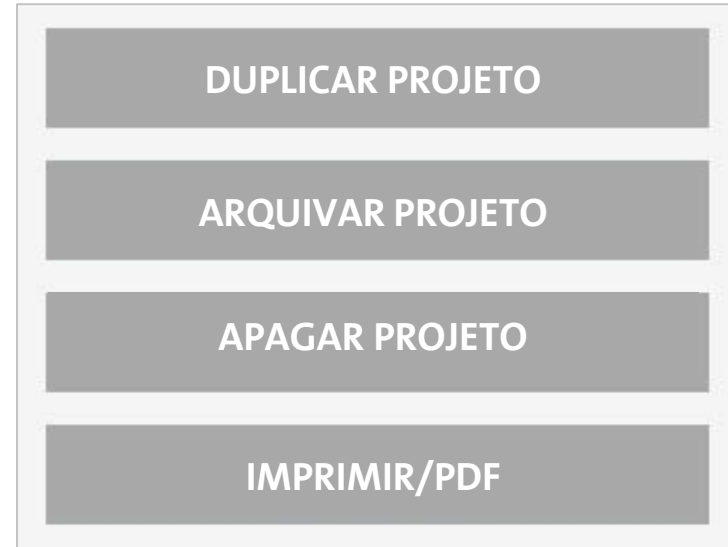 DUPLICAR PROJETO
ARQUIVAR PROJETO
APAGAR PROJETO
IMPRIMIR/PDF